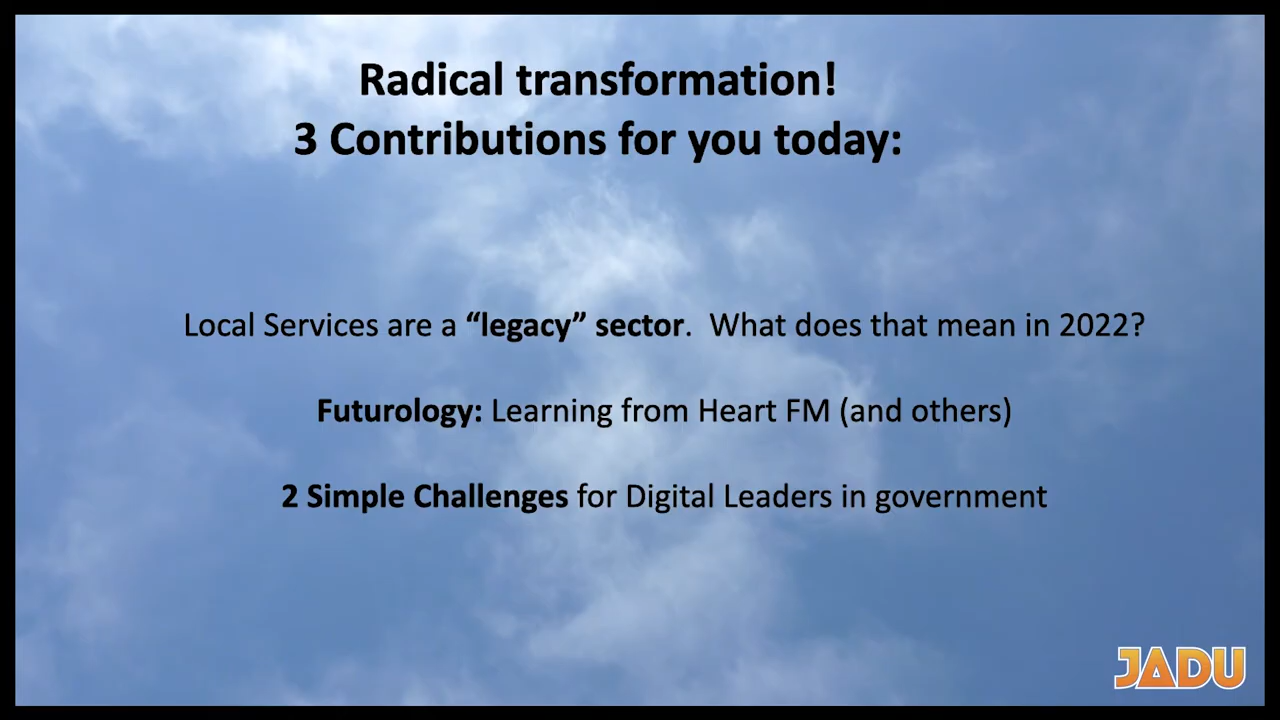 Radical transformation!
3 Contributions for you today:
Local Services are a “legacy” sector.  What does that mean in 2022?
Futurology: Learning from Heart FM (and others)
2 Simple Challenges for Digital Leaders in government
JADU